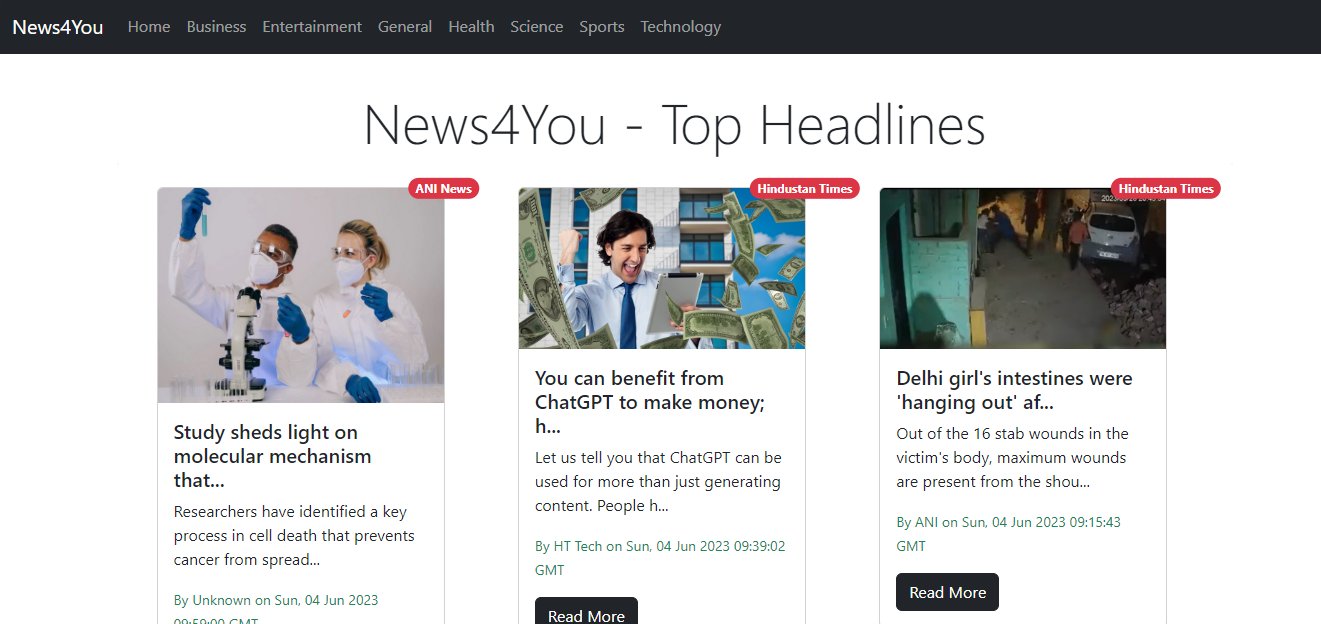 News4You Home Business Entertainment General Health Science Sports Technology
News4You - Top Headlines
ANI News
Study sheds light on
molecular mechanism
that...
Researchers have identified a key
process in cell death that prevents
cancer from spread...
By Unknown on Sun, 04 Jun 2023
09:59:00 GMT
Hindustan Times
You can benefit from
ChatGPT to make money;
h...
Let us tell you that ChatGPT can be
used for more than just generating
content. People h...
By HT Tech on Sun, 04 Jun 2023 09:39:02
GMT
Read More
Hindustan Times
Delhi girl's intestines were
'hanging out' af...
Out of the 16 stab wounds in the
victim's body, maximum wounds
are present from the shou...
By ANI on Sun, 04 Jun 2023 09:15:43
GMT
Read More